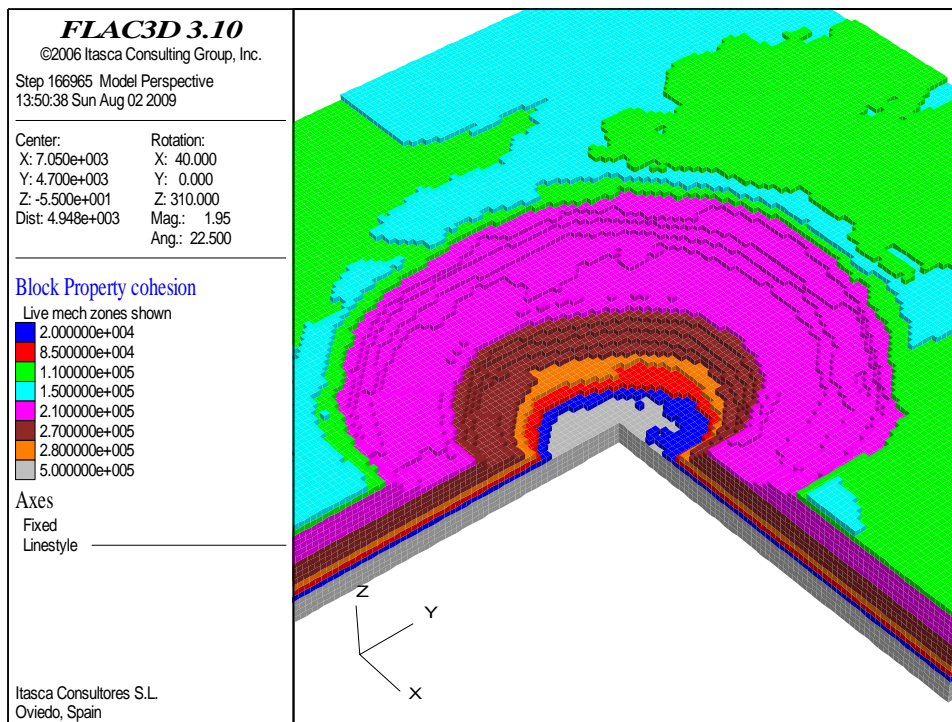 FLAC3D 3.10
©2006 Itasca Consulting Group, Inc.
Step 166965 Model Perspective
13:50:38 Sun Aug 02 2009
Center: Rotation:
X: 7.050e+003 X: 40.000
Y: 4.700e+003 Y: 0.000
Z: -5.500e+001 Z: 310.000
Dist: 4.948e+003 Mag.: 1.95
Ang.: 22.500
Block Property cohesion
Live mech zones shown
2.000000e+004
8.500000e+004
1.100000e+005
1.500000e+005
2.100000e+005
2.700000e+005
2.800000e+005
5.000000e+005
Axes
Fixed
Linestyle
Z
Y
X
Itasca Consultores S.L.
Oviedo, Spain